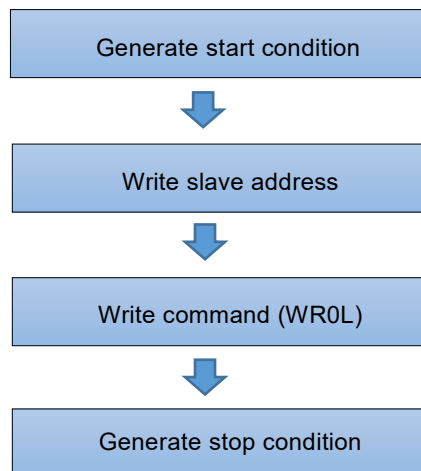 Generate start condition
Write slave address
Write command (WR0L)
Generate stop condition